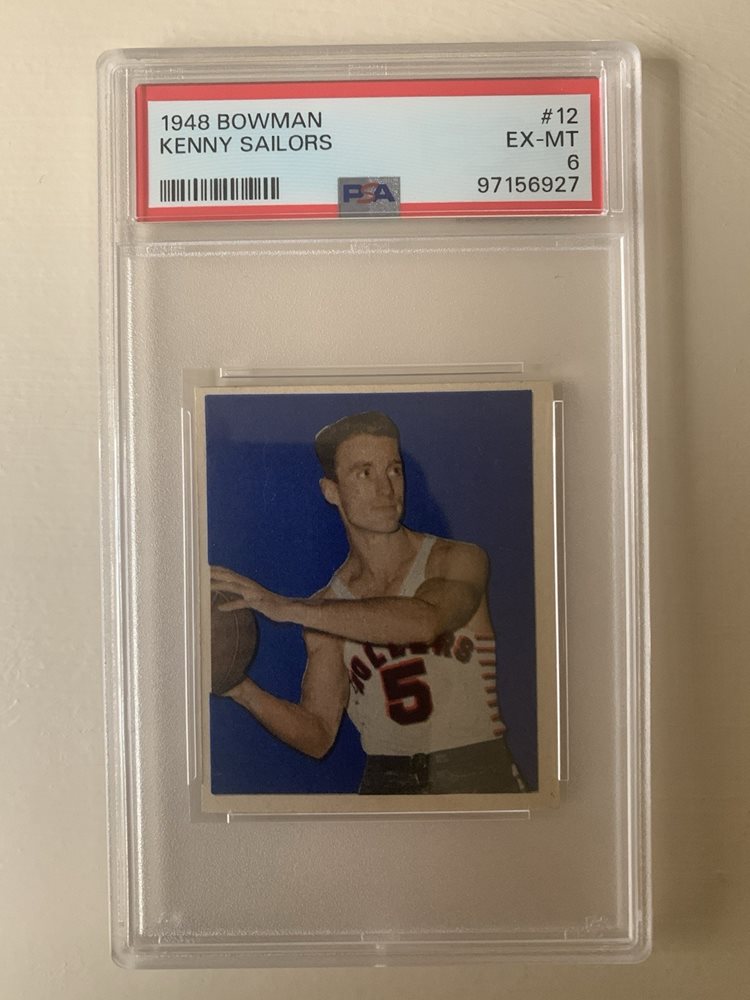 1948 BOWMAN
KENNY SAILORS
#12
EX-MT
6
97156927
PSA
5